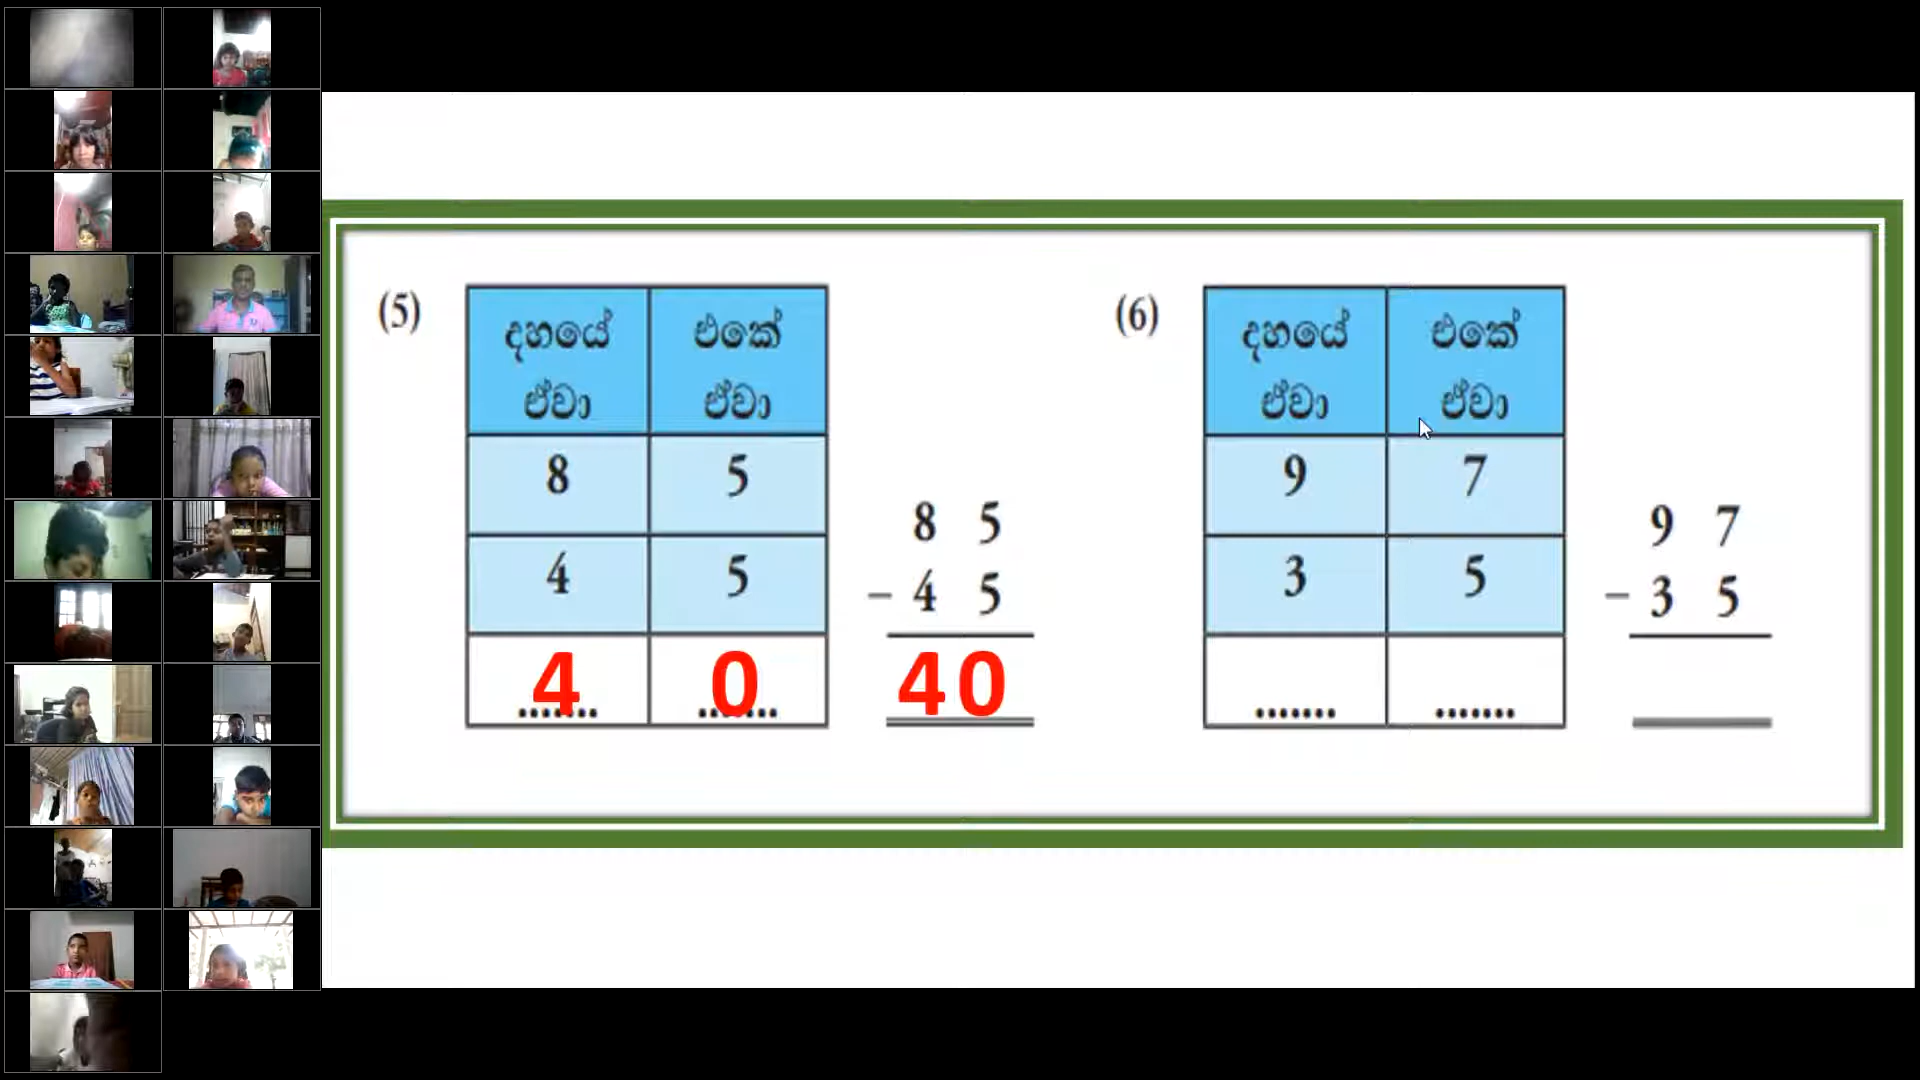 (5)
දහයේ ඒවා
එකේ ඒවා
8 5
4 5
4 0
.......  .......
8 5
– 4 5
40
(6)
දහයේ ඒවා
එකේ ඒවා
9 7
3 5
.......  .......
9 7
– 3 5